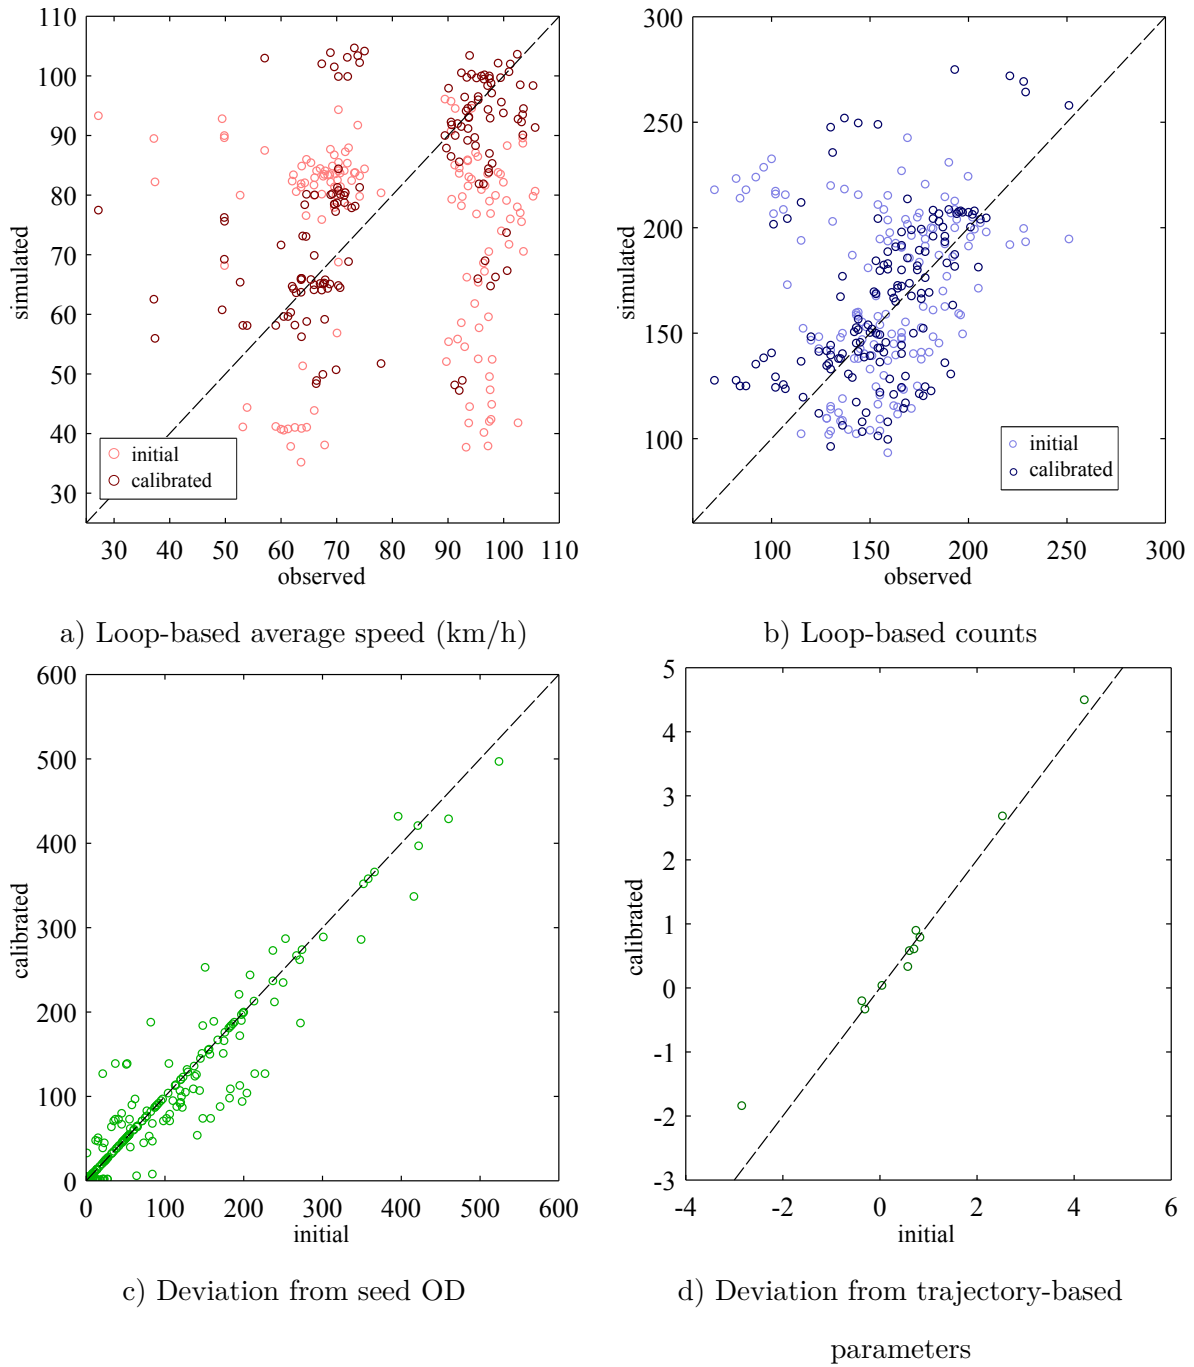 110
100
90
80
70
60
50
40
30
simulated
initial
calibrated
30 40 50 60 70 80 90 100 110
observed
300
250
200
150
100
simulated
initial
calibrated
100 150 200 250 300
observed
a) Loop-based average speed (km/h)
b) Loop-based counts
600
500
400
300
200
100
0
calibrated
0 100 200 300 400 500 600
initial
5
4
3
2
1
0
-1
-2
-3
calibrated
-4 -2 0 2 4 6
initial
c) Deviation from seed OD
d) Deviation from trajectory-based
parameters